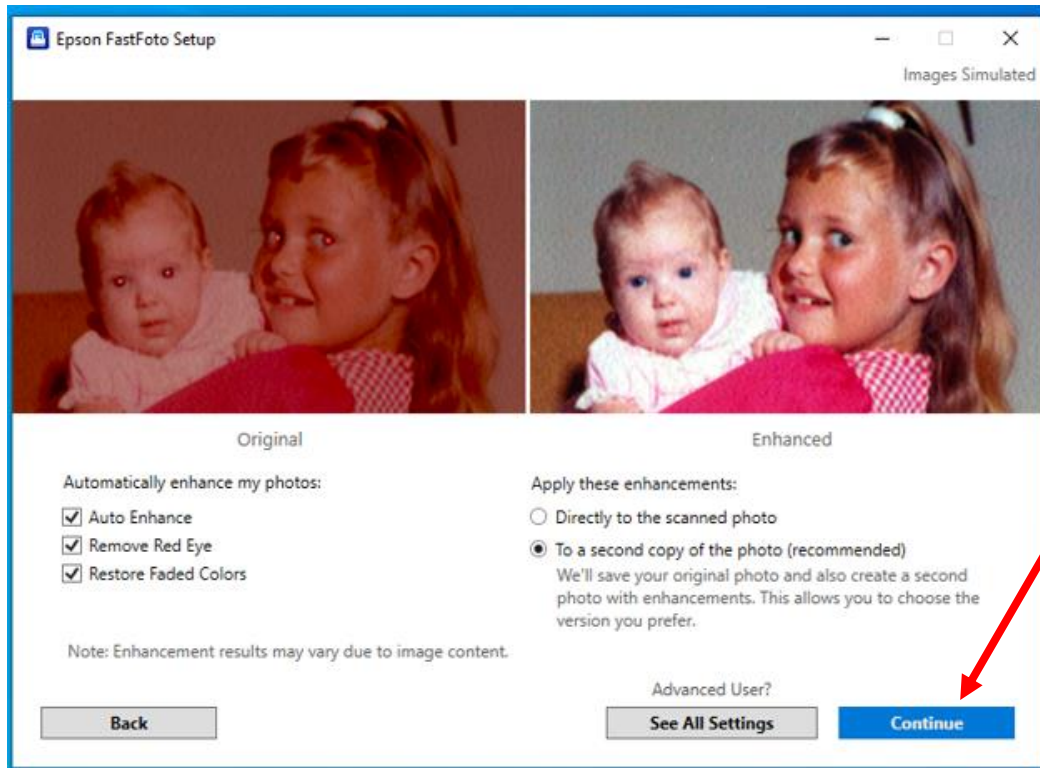 Epson FastFoto Setup
Images Simulated
Original
Enhanced
Automatically enhance my photos:
Auto Enhance
Remove Red Eye
Restore Faded Colors
Apply these enhancements:
Directly to the scanned photo
To a second copy of the photo (recommended)
We'll save your original photo and also create a second
photo with enhancements. This allows you to choose the
version you prefer.
Note: Enhancement results may vary due to image content.
Advanced User?
Back
See All Settings
Continue